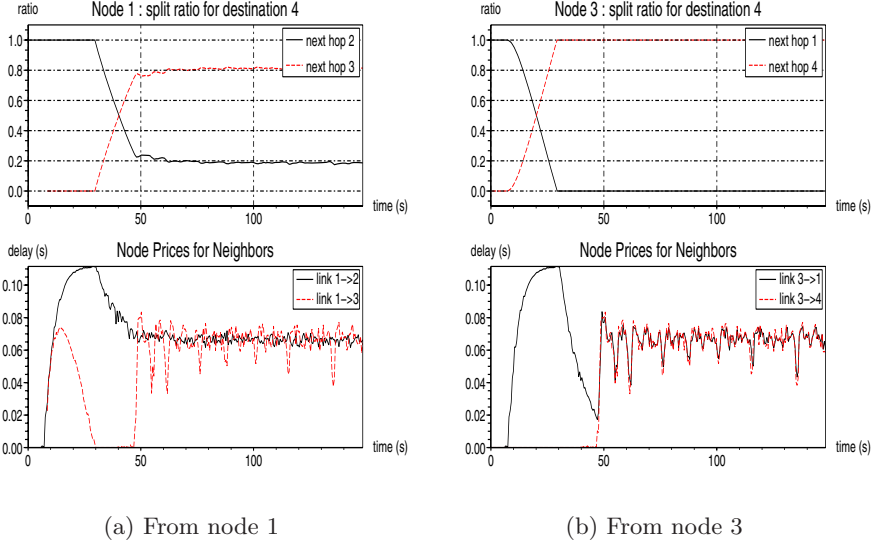 ratio Node 1 : split ratio for destination 4
1.0
0.8
0.6
0.4
0.2
0.0
next hop 2
next hop 3
0 50 100 time (s)
delay (s) Node Prices for Neighbors
0.10
0.08
0.06
0.04
0.02
0.00
link 1->2
link 1->3
0 50 100 time (s)
(a) From node 1
ratio Node 3 : split ratio for destination 4
1.0
0.8
0.6
0.4
0.2
0.0
next hop 1
next hop 4
0 50 100 time (s)
delay (s) Node Prices for Neighbors
0.10
0.08
0.06
0.04
0.02
0.00
link 3->1
link 3->4
0 50 100 time (s)
(b) From node 3